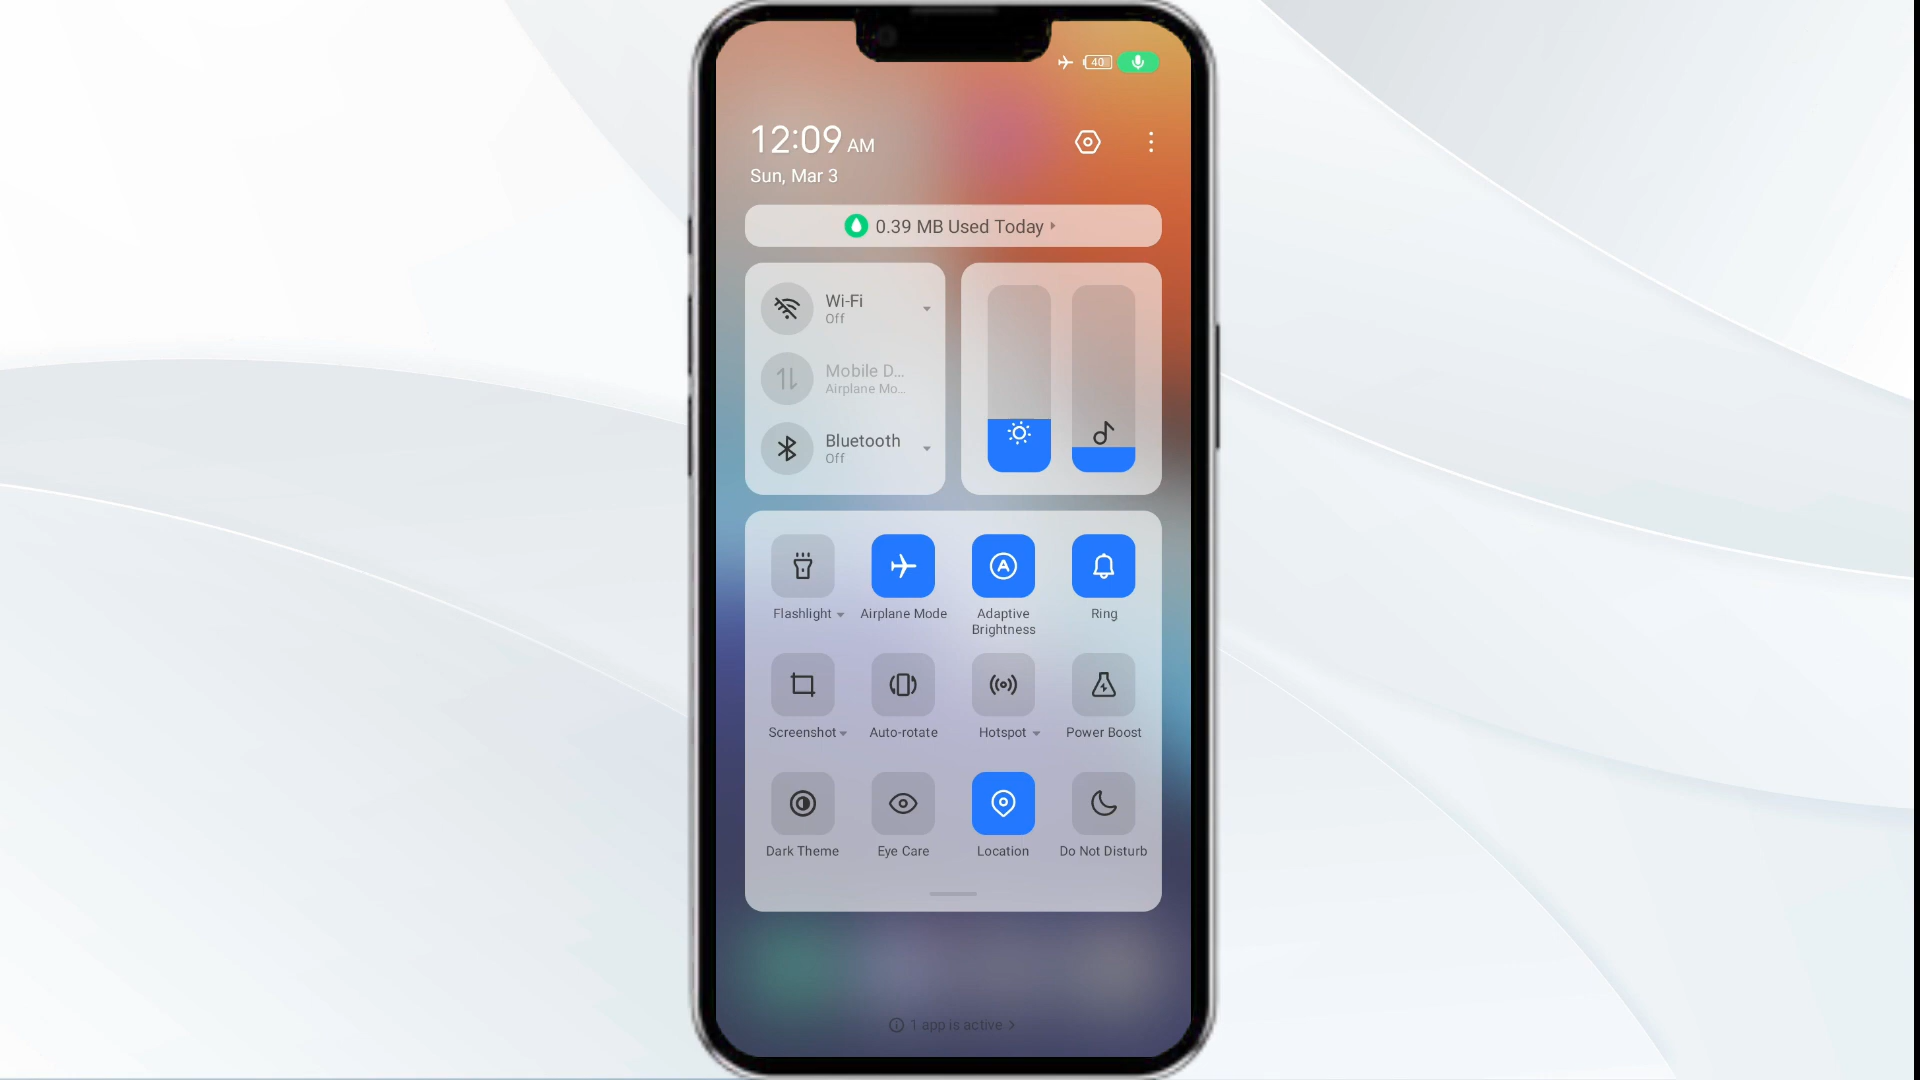 40
12:09 AM
Sun, Mar 3
0.39 MB Used Today
Wi-Fi
Off
Mobile D...
Airplane Mo...
Bluetooth
Off
Flashlight
Airplane Mode
Adaptive
Brightness
Ring
Screenshot
Auto-rotate
Hotspot
Power Boost
Dark Theme
Eye Care
Location
Do Not Disturb
1 app is active